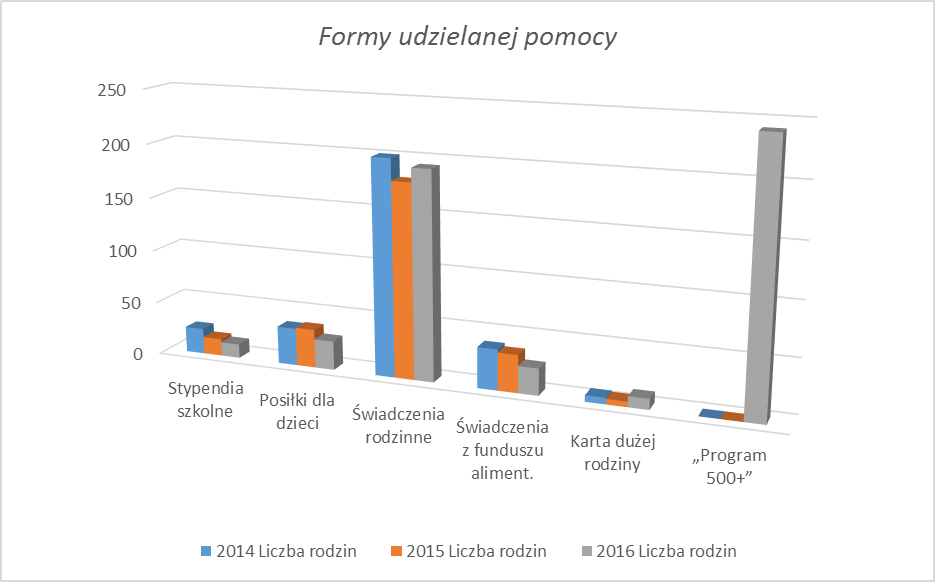 Formy udzielanej pomocy
250
200
150
100
50
0
Stypendia
szkolne
Posiłki dla
dzieci
Świadczenia
rodzinne
Świadczenia
z funduszu
aliment.
Karta dużej
rodziny
„Program
500+”
2014 Liczba rodzin
2015 Liczba rodzin
2016 Liczba rodzin